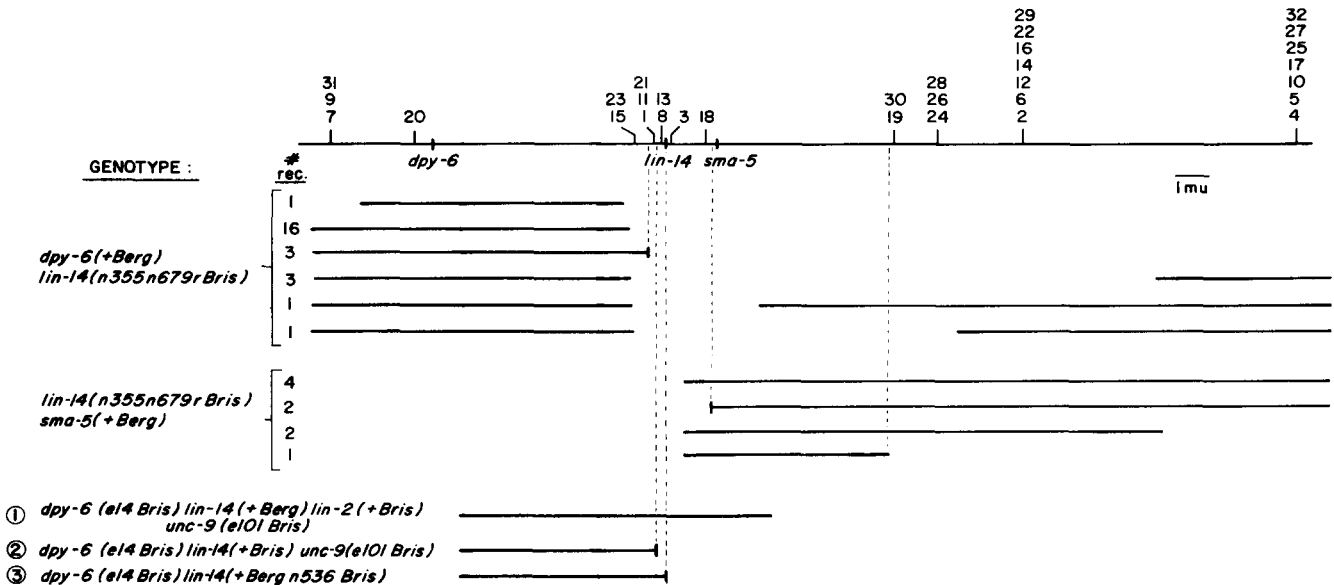 29 32
22 27
16 25
31 21 14 17
9 23 11 13 28 12 10
7 20 15 1 8 3 18 30 26 6 5
19 24 2 4
dpy-6 lin-14 sma-5
GENOTYPE :
# rec.
1 mu
1
16
dpy-6(+Berg)
3
lin-14(n355n679r Bris)
3
1
1
4
lin-14(n355n679r Bris)
2
sma-5(+Berg)
2
1
① dpy-6 (e14 Bris) lin-14(+Berg) lin-2 (+Bris)
unc-9 (e101 Bris)
② dpy-6 (e14 Bris) lin-14(+Bris) unc-9(e101 Bris)
③ dpy-6 (e14 Bris) lin-14(+Berg n536 Bris)